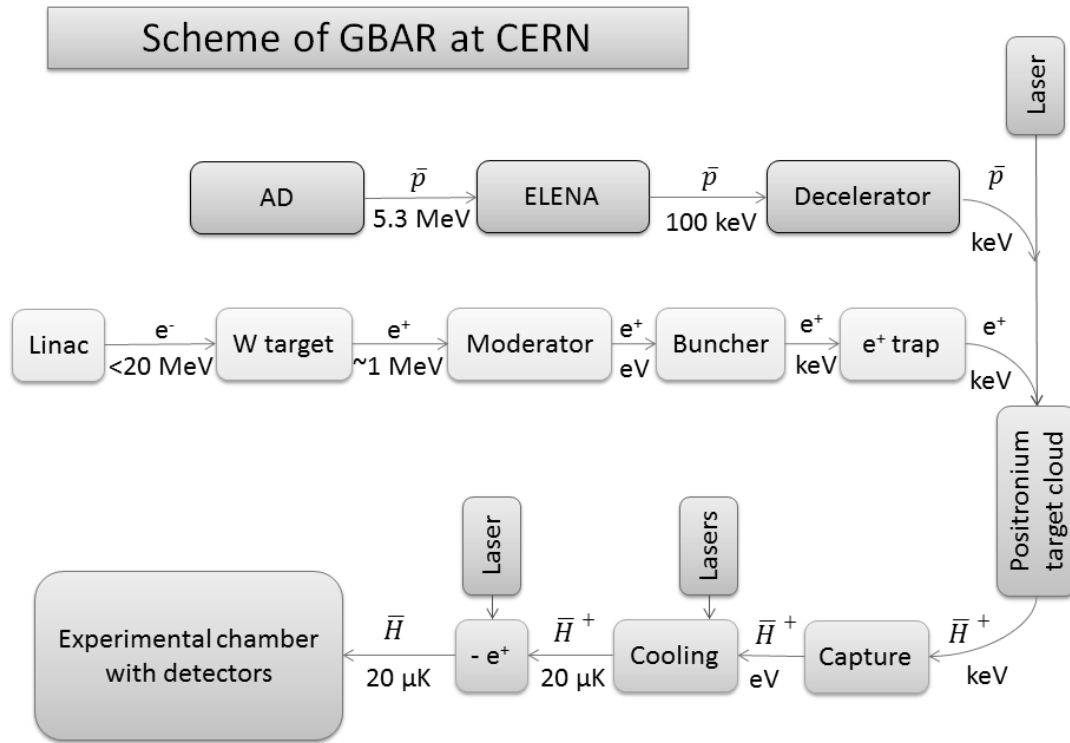 Scheme of GBAR at CERN
Laser
AD
p̄
5.3 MeV
ELENA
p̄
100 keV
Decelerator
p̄
keV
Linac
e⁻
<20 MeV
W target
e⁺
~1 MeV
Moderator
e⁺
eV
Buncher
e⁺
keV
e⁺ trap
e⁺
keV
Positronium
target cloud
H̄ ⁺
keV
Capture
H̄ ⁺
eV
Lasers
Cooling
H̄ ⁺
20 µK
Laser
- e⁺
H̄
20 µK
Experimental chamber
with detectors